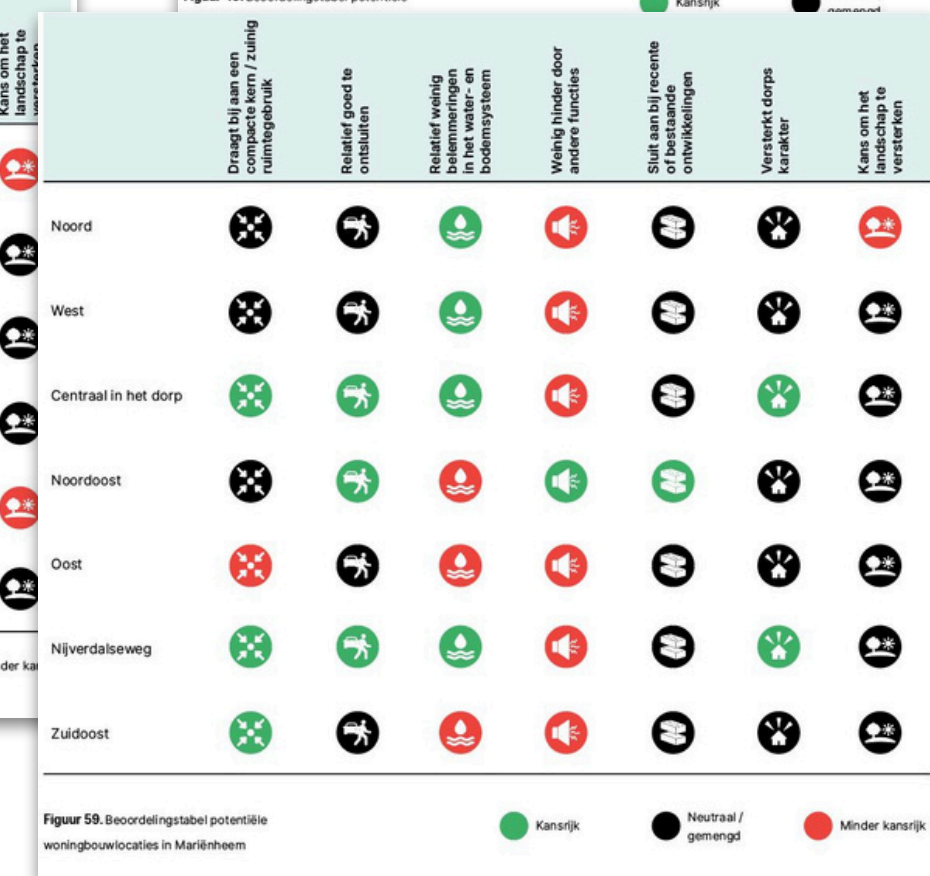 Kansrijk
gemengd
Kans om het
landschap te
versterken
Draagt bij aan een
compacte kern / zuinig
ruimtegebruik
Relatief goed te
ontsluiten
Relatief weinig
belemmeringen
in het water- en
bodemsysteem
Weinig hinder door
andere functies
Sluit aan bij recente
of bestaande
ontwikkelingen
Versterkt dorps
karakter
Kans om het
landschap te
versterken
Noord
West
Centraal in het dorp
Noordoost
Oost
Nijverdalseweg
Zuidoost
Figuur 59. Beoordelingstabel potentiële
woningbouwlocaties in Mariënheem
Kansrijk
Neutraal /
gemengd
Minder kansrijk